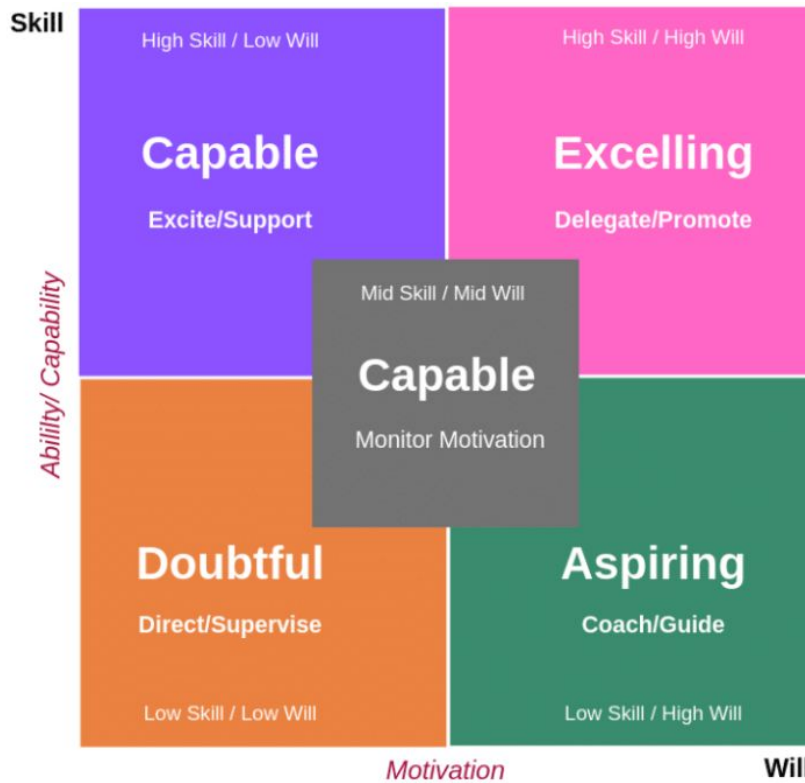 Skill
High Skill / Low Will
Capable
Excite/Support
High Skill / High Will
Excelling
Delegate/Promote
Mid Skill / Mid Will
Capable
Monitor Motivation
Abililty/ Capability
Doubtful
Direct/Supervise
Low Skill / Low Will
Aspiring
Coach/Guide
Low Skill / High Will
Motivation
Will